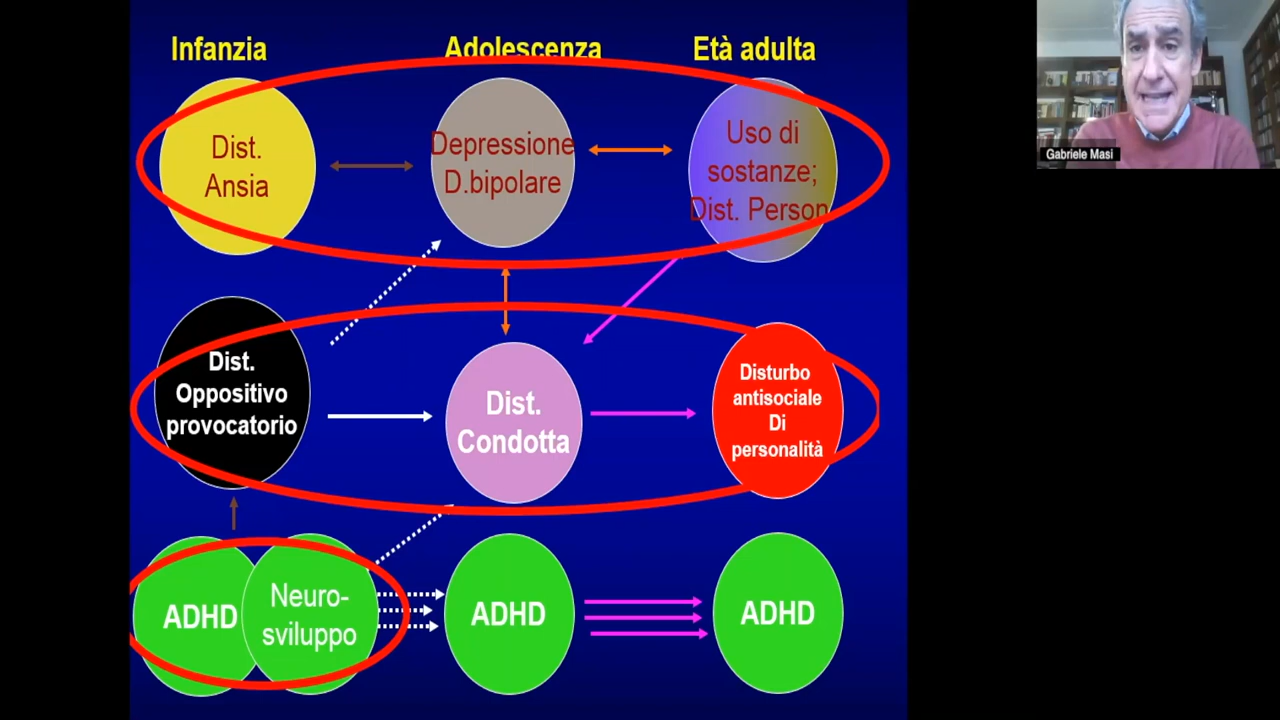 Infanzia
Adolescenza
Età adulta
Dist.
Ansia
Depressione
D.bipolare
Uso di
sostanze;
Dist. Person
Dist.
Oppositivo
provocatorio
Dist.
Condotta
Disturbo
antisociale
Di
personalità
ADHD
Neuro-
sviluppo
ADHD
ADHD
Gabriele Masi